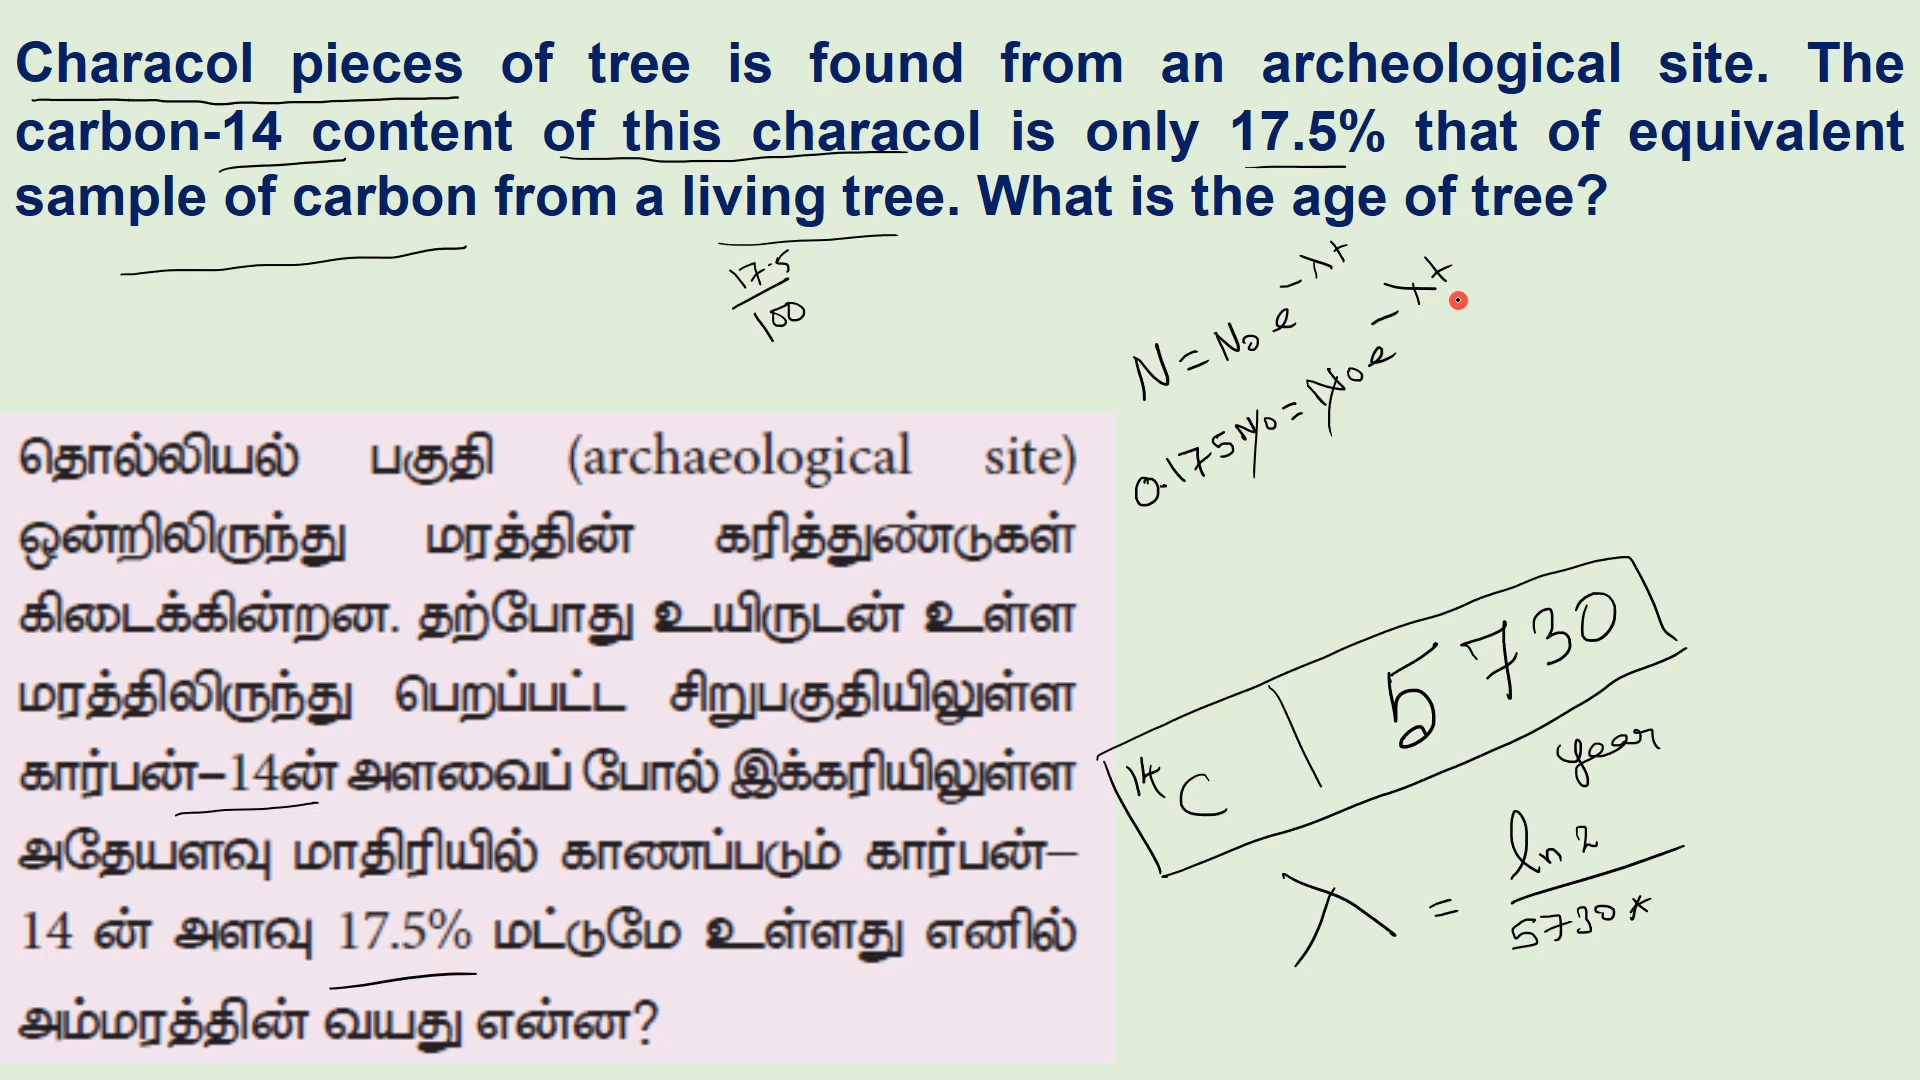 Characol pieces of tree is found from an archeological site. The
carbon-14 content of this characol is only 17.5% that of equivalent
sample of carbon from a living tree. What is the age of tree?
17.5
100
N = N₀ e^-λt
0.175 N₀ = N₀ e^-λt
தொல்லியல் பகுதி (archaeological site)
ஒன்றிலிருந்து மரத்தின் கரித்துண்டுகள்
கிடைக்கின்றன. தற்போது உயிருடன் உள்ள
மரத்திலிருந்து பெறப்பட்ட சிறுபகுதியிலுள்ள
கார்பன்–14ன் அளவைப் போல் இக்கரியிலுள்ள
அதேயளவு மாதிரியில் காணப்படும் கார்பன்–
14 ன் அளவு 17.5% மட்டுமே உள்ளது எனில்
அம்மரத்தின் வயது என்ன?
¹⁴C 5730
year
λ = ln 2
5730 *